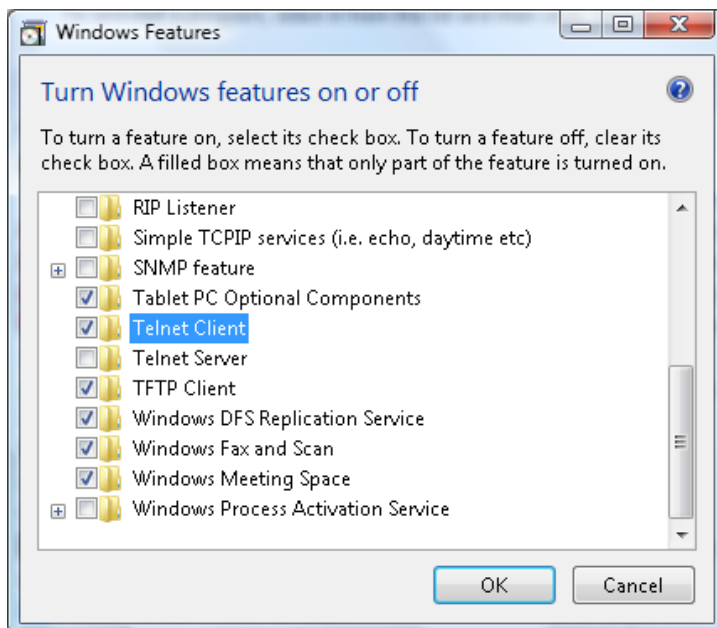 Windows Features
Turn Windows features on or off
To turn a feature on, select its check box. To turn a feature off, clear its
check box. A filled box means that only part of the feature is turned on.
RIP Listener
Simple TCPIP services (i.e. echo, daytime etc)
SNMP feature
Tablet PC Optional Components
Telnet Client
Telnet Server
TFTP Client
Windows DFS Replication Service
Windows Fax and Scan
Windows Meeting Space
Windows Process Activation Service
OK
Cancel